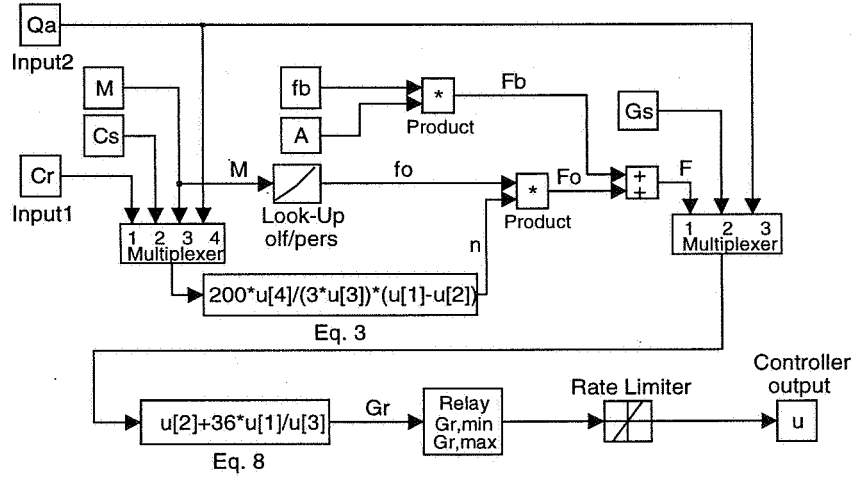 Qa
Input2
M
Cs
Cr
Input1
fb
A
*
Product
Fb
Gs
M
Look-Up
olf/pers
fo
*
Product
Fo
+
+
F
n
1 2 3 4
Multiplexer
1 2 3
Multiplexer
200*u[4]/(3*u[3])*(u[1]-u[2])
Eq. 3
u[2]+36*u[1]/u[3]
Eq. 8
Gr
Relay
Gr,min
Gr,max
Rate Limiter
Controller
output
u